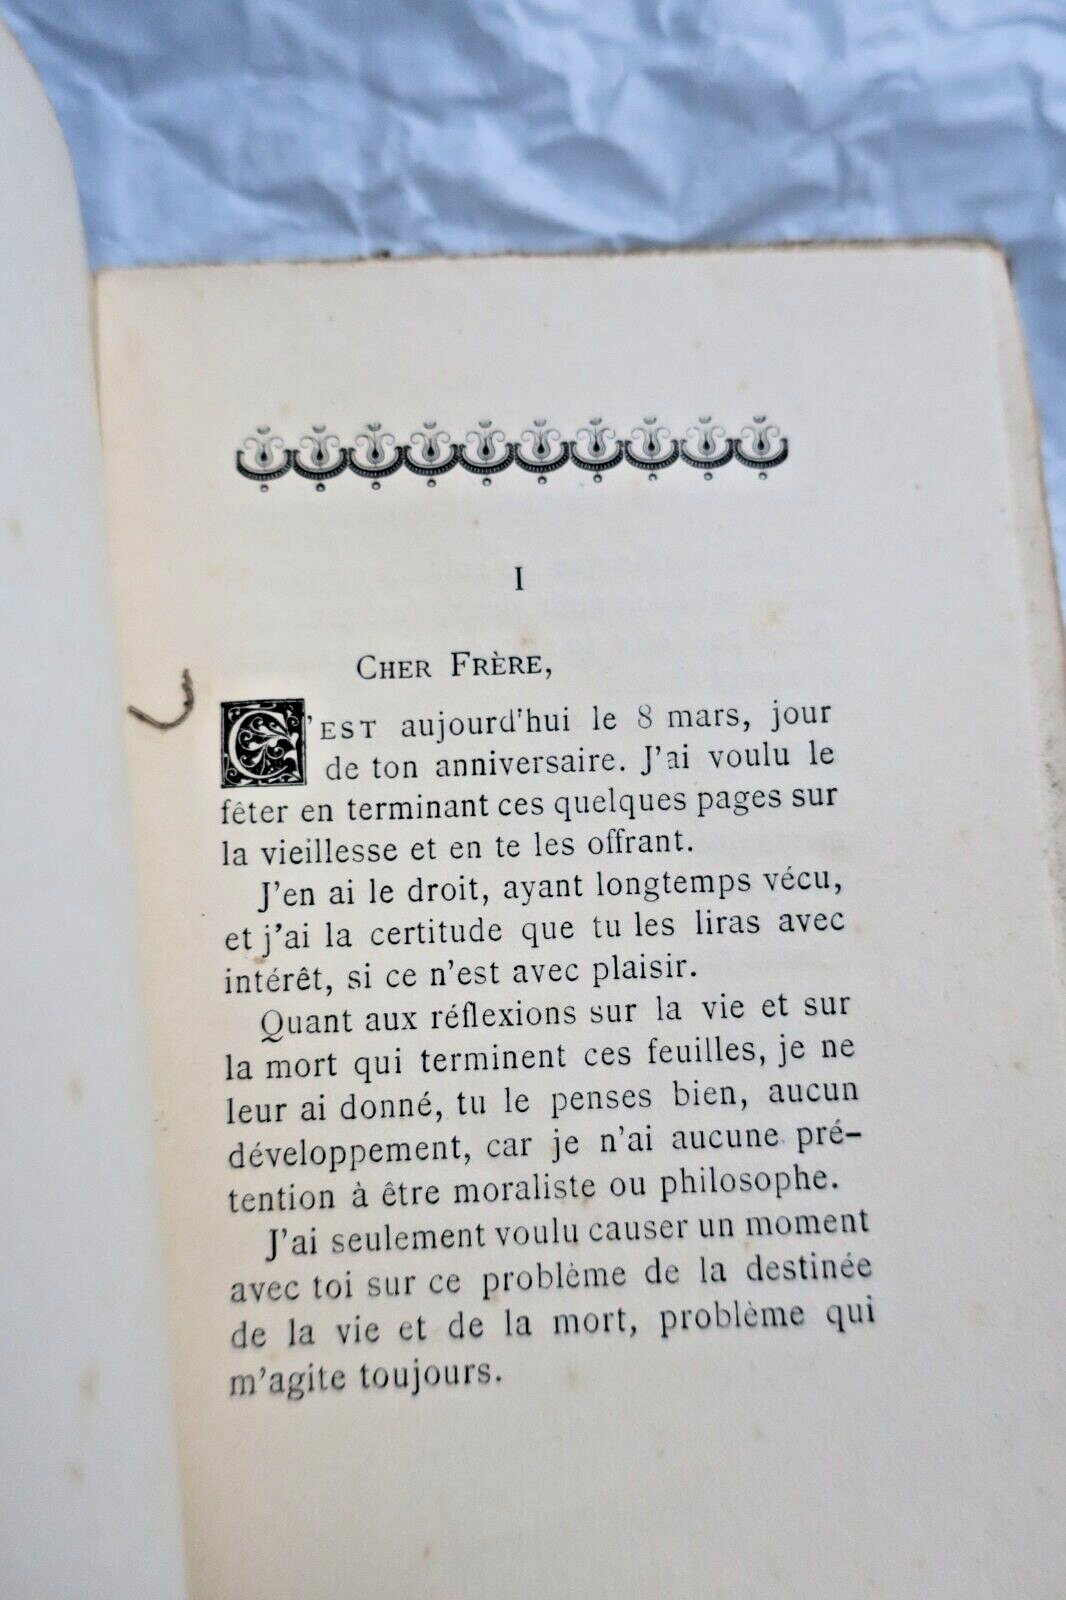 I
CHER FRÈRE,
C'EST aujourd'hui le 8 mars, jour
de ton anniversaire. J'ai voulu le
fêter en terminant ces quelques pages sur
la vieillesse et en te les offrant.
J'en ai le droit, ayant longtemps vécu,
et j'ai la certitude que tu les liras avec
intérêt, si ce n'est avec plaisir.
Quant aux réflexions sur la vie et sur
la mort qui terminent ces feuilles, je ne
leur ai donné, tu le penses bien, aucun
développement, car je n'ai aucune pré-
tention à être moraliste ou philosophe.
J'ai seulement voulu causer un moment
avec toi sur ce problème de la destinée
de la vie et de la mort, problème qui
m'agite toujours.